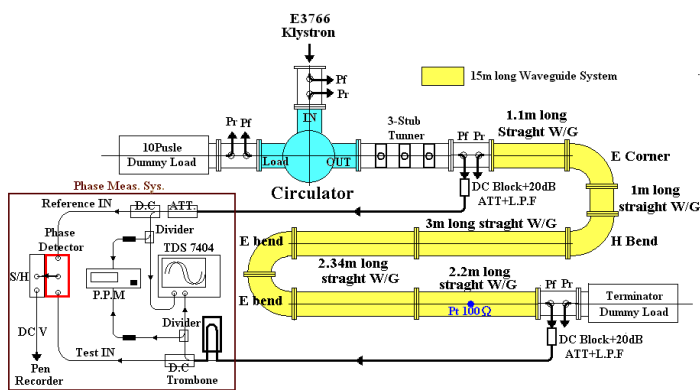 E3766
Klystron
Pf
Pr
IN
15m long Waveguide System
3-Stub
Tunner
1.1m long
Straght W/G
Pr Pf
Pf Pr
10Pusle
Dummy Load
Load
OUT
E Corner
Circulator
DC Block+20dB
ATT+L.P.F
1m long
straight W/G
Phase Meas. Sys.
Reference IN
D.C
ATT.
3m long straght W/G
H Bend
Phase
Detector
Divider
TDS 7404
E bend
2.34m long
straght W/G
2.2m long
straght W/G
S/H
P.P.M
E bend
Pt 100Ω
Pf Pr
Terminator
Dummy Load
DC V
Divider
Test IN
DC Block+20dB
ATT+L.P.F
Pen
Recorder
D.C
Trombone